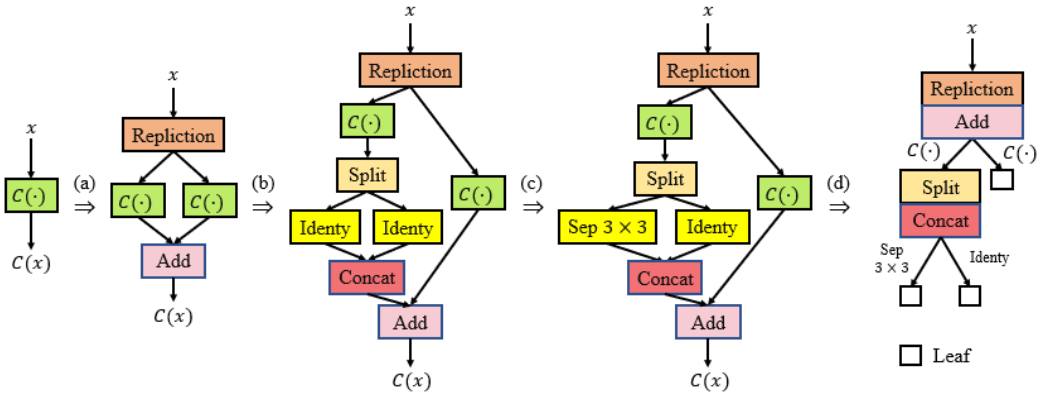 x
C(·)
C(x)
(a)
⇒
x
Repliction
C(·) C(·)
Add
C(x)
(b)
⇒
x
Repliction
C(·)
Split
C(·)
Identy Identy
Concat
Add
C(x)
(c)
⇒
x
Repliction
C(·)
Split
C(·)
Sep 3 × 3 Identy
Concat
Add
C(x)
(d)
⇒
x
Repliction
Add
C(·) C(·)
Split
Concat
Sep
3 × 3
Identy
Leaf